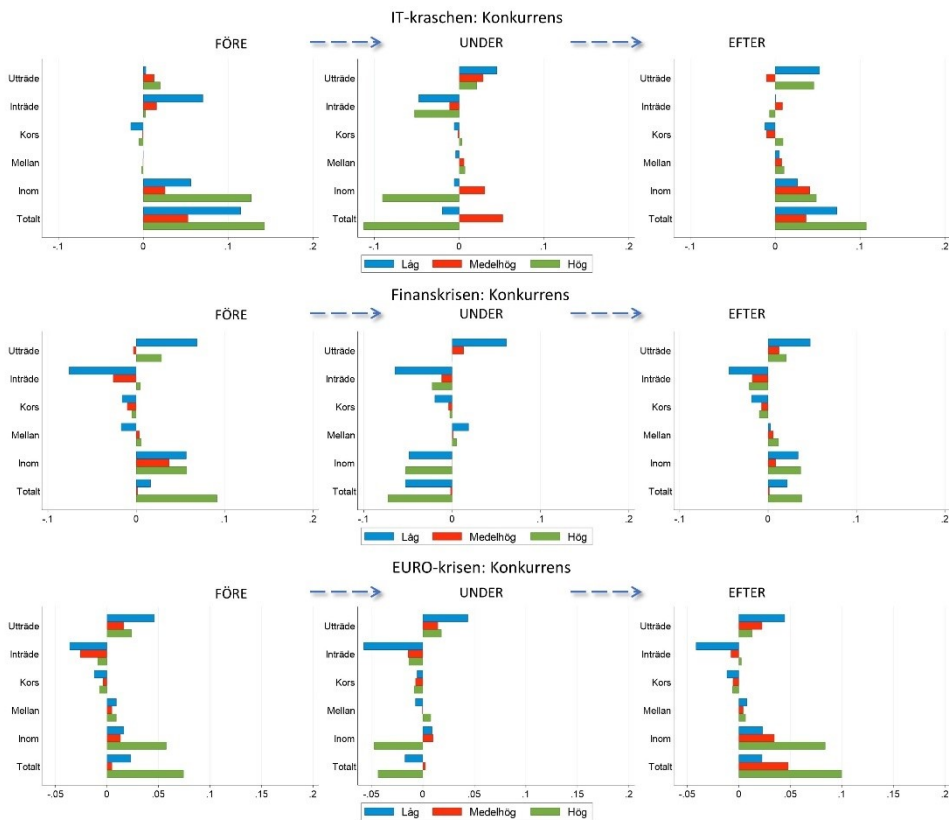 IT-kraschen: Konkurrens
FÖRE UNDER EFTER
Utträde Utträde Utträde
Inträde Inträde Inträde
Kors Kors Kors
Mellan Mellan Mellan
Inom Inom Inom
Totalt Totalt Totalt
-.1 0 .1 .2 -.1 0 .1 .2 -.1 0 .1 .2
Låg Medelhög Hög
Finanskrisen: Konkurrens
FÖRE UNDER EFTER
Utträde Utträde Utträde
Inträde Inträde Inträde
Kors Kors Kors
Mellan Mellan Mellan
Inom Inom Inom
Totalt Totalt Totalt
-.1 0 .1 .2 -.1 0 .1 .2 -.1 0 .1 .2
Låg Medelhög Hög
EURO-krisen: Konkurrens
FÖRE UNDER EFTER
Utträde Utträde Utträde
Inträde Inträde Inträde
Kors Kors Kors
Mellan Mellan Mellan
Inom Inom Inom
Totalt Totalt Totalt
-.05 0 .05 .1 .15 .2 -.05 0 .05 .1 .15 .2 -.05 0 .05 .1 .15 .2
Låg Medelhög Hög